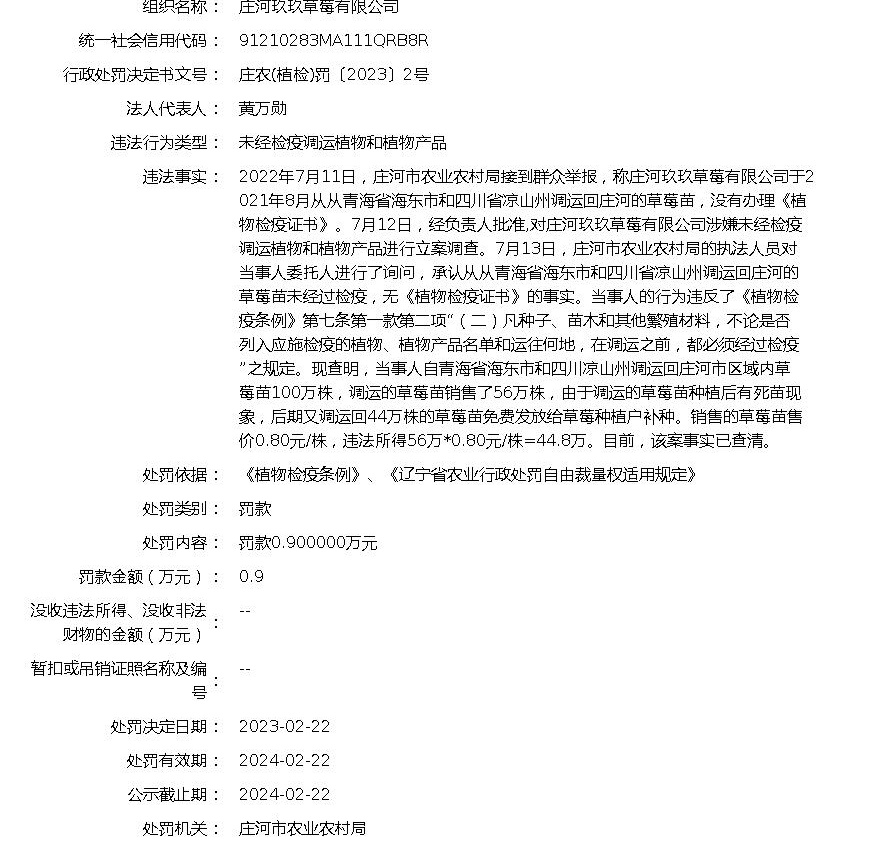 组织名称： 庄河玖玖草莓有限公司
统一社会信用代码： 91210283MA111QRB8R
行政处罚决定书文号： 庄农(植检)罚〔2023〕2号
法人代表人： 黄万勋
违法行为类型： 未经检疫调运植物和植物产品
违法事实： 2022年7月11日，庄河市农业农村局接到群众举报，称庄河玖玖草莓有限公司于2
021年8月从从青海省海东市和四川省凉山州调运回庄河的草莓苗，没有办理《植
物检疫证书》。7月12日，经负责人批准,对庄河玖玖草莓有限公司涉嫌未经检疫
调运植物和植物产品进行立案调查。7月13日，庄河市农业农村局的执法人员对
当事人委托人进行了询问，承认从从青海省海东市和四川省凉山州调运回庄河的
草莓苗未经过检疫，无《植物检疫证书》的事实。当事人的行为违反了《植物检
疫条例》第七条第一款第二项“（二）凡种子、苗木和其他繁殖材料，不论是否
列入应施检疫的植物、植物产品名单和运往何地，在调运之前，都必须经过检疫
”之规定。现查明，当事人自青海省海东市和四川凉山州调运回庄河市区域内草
莓苗100万株，调运的草莓苗销售了56万株，由于调运的草莓苗种植后有死苗现
象，后期又调运回44万株的草莓苗免费发放给草莓种植户补种。销售的草莓苗售
价0.80元/株，违法所得56万*0.80元/株=44.8万。目前，该案事实已查清。
处罚依据： 《植物检疫条例》、《辽宁省农业行政处罚自由裁量权适用规定》
处罚类别： 罚款
处罚内容： 罚款0.900000万元
罚款金额（万元）： 0.9
没收违法所得、没收非法
财物的金额（万元）： --
暂扣或吊销证照名称及编
号： --
处罚决定日期： 2023-02-22
处罚有效期： 2024-02-22
公示截止期： 2024-02-22
处罚机关： 庄河市农业农村局